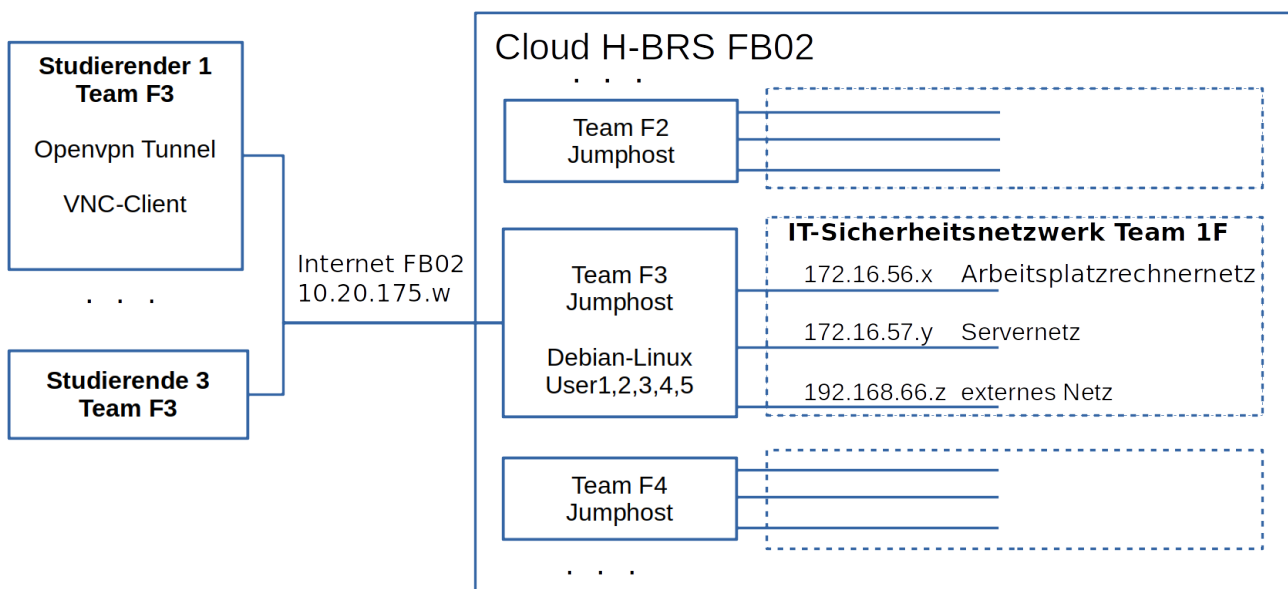 Cloud H-BRS FB02
. . .
Studierender 1
Team F3
Openvpn Tunnel
VNC-Client
. . .
Studierende 3
Team F3
Internet FB02
10.20.175.w
Team F2
Jumphost
Team F3
Jumphost
Debian-Linux
User1,2,3,4,5
IT-Sicherheitsnetzwerk Team 1F
172.16.56.x Arbeitsplatzrechnernetz
172.16.57.y Servernetz
192.168.66.z externes Netz
Team F4
Jumphost
. . .